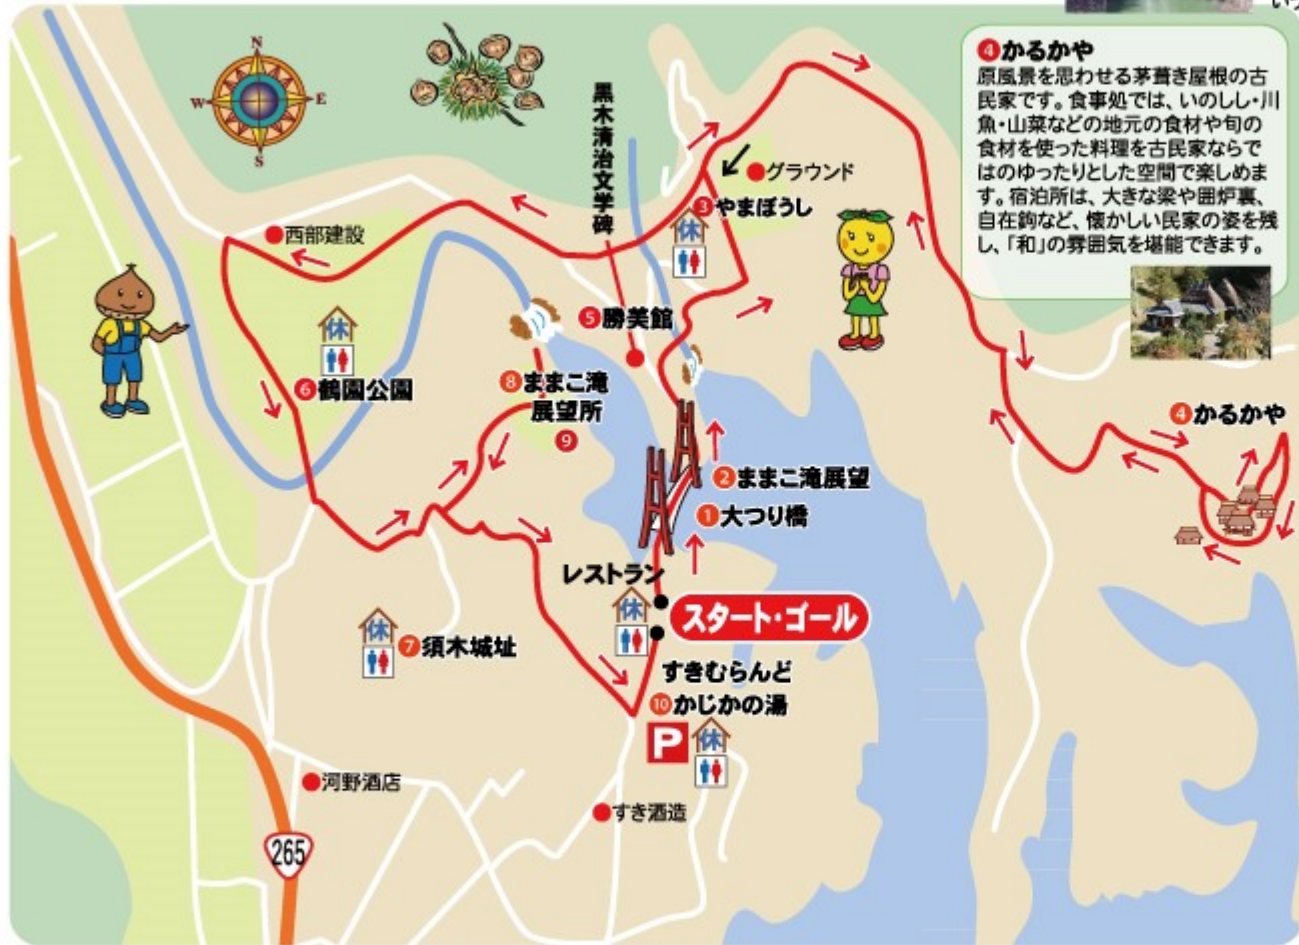 いつ
N
W
E
S
黒木清治文学碑
④かるかや
原風景を思わせる茅葺き屋根の古
民家です。食事処では、いのしし・川
魚・山菜などの地元の食材や旬の
食材を使った料理を古民家ならで
はのゆったりとした空間で楽しめま
す。宿泊所は、大きな梁や囲炉裏、
自在鉤など、懐かしい民家の姿を残
し、「和」の雰囲気を堪能できます。
グラウンド
③やまぼうし
休
西部建設
休
⑥鶴園公園
⑤勝美館
⑧ままこ滝
展望所
⑨
④かるかや
②ままこ滝展望
①大つり橋
レストラン
休
スタート・ゴール
休
⑦須木城址
すきむらんど
⑩かじかの湯
P
休
河野酒店
すき酒造
265